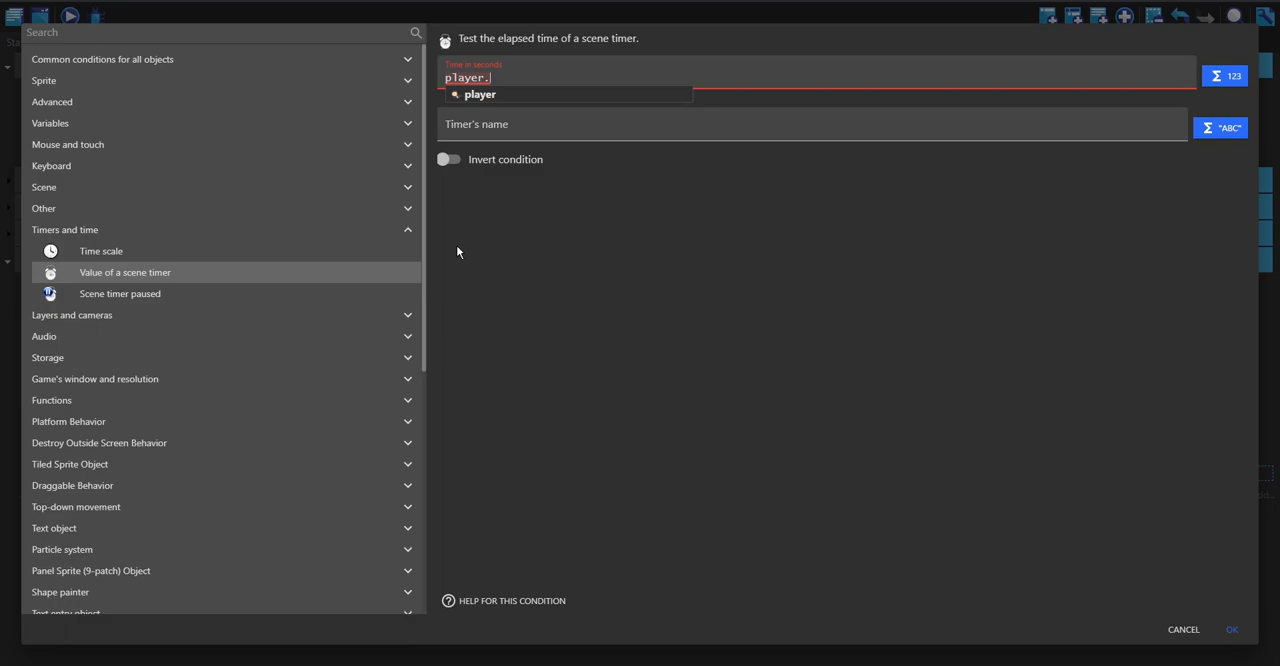 Search
Common conditions for all objects
Sprite
Advanced
Variables
Mouse and touch
Keyboard
Scene
Other
Timers and time
Time scale
Value of a scene timer
Scene timer paused
Layers and cameras
Audio
Storage
Game's window and resolution
Functions
Platform Behavior
Destroy Outside Screen Behavior
Tiled Sprite Object
Draggable Behavior
Top-down movement
Text object
Particle system
Panel Sprite (9-patch) Object
Shape painter
Text entry object
Test the elapsed time of a scene timer.
Time in seconds
player.
Σ 123
player
Timer's name
Σ "ABC"
Invert condition
HELP FOR THIS CONDITION
CANCEL
OK